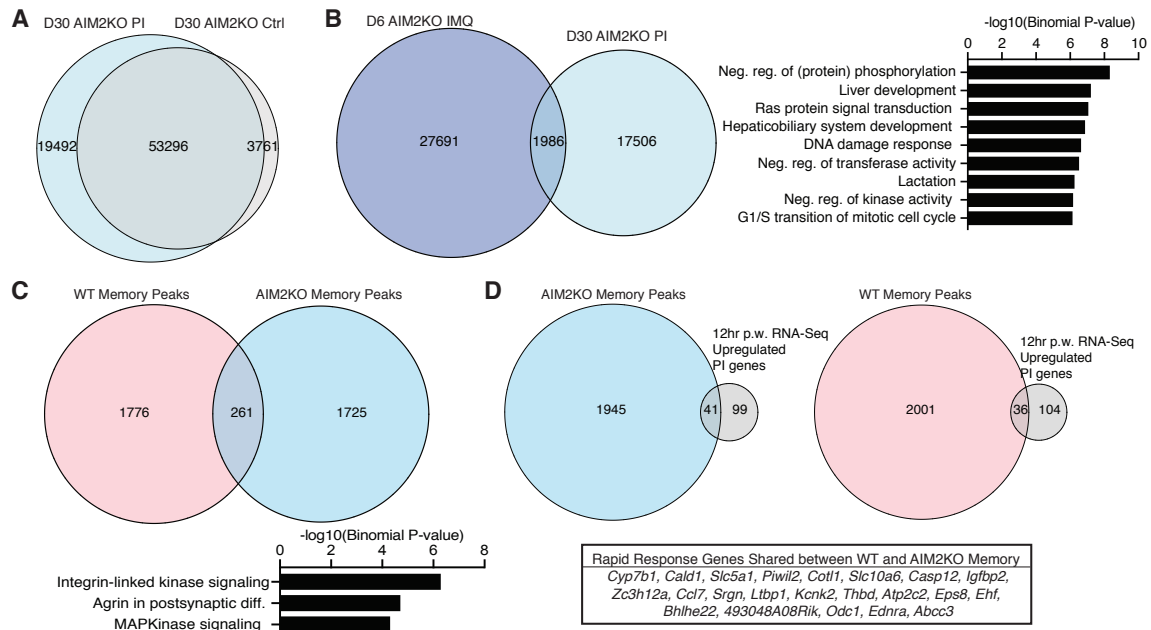 A
D30 AIM2KO PI
D30 AIM2KO Ctrl
19492
53296
3761
B
D6 AIM2KO IMQ
D30 AIM2KO PI
27691
1986
17506
-log10(Binomial P-value)
0 2 4 6 8 10
Neg. reg. of (protein) phosphorylation
Liver development
Ras protein signal transduction
Hepaticobiliary system development
DNA damage response
Neg. reg. of transferase activity
Lactation
Neg. reg. of kinase activity
G1/S transition of mitotic cell cycle
C
WT Memory Peaks
AIM2KO Memory Peaks
1776
261
1725
-log10(Binomial P-value)
0 2 4 6 8
Integrin-linked kinase signaling
Agrin in postsynaptic diff.
MAPKinase signaling
D
AIM2KO Memory Peaks
12hr p.w. RNA-Seq
Upregulated
PI genes
1945
41
99
WT Memory Peaks
12hr p.w. RNA-Seq
Upregulated
PI genes
2001
36
104
Rapid Response Genes Shared between WT and AIM2KO Memory
Cyp7b1, Cald1, Slc5a1, Piwil2, Cotl1, Slc10a6, Casp12, Igfbp2,
Zc3h12a, Ccl7, Srgn, Ltbp1, Kcnk2, Thbd, Atp2c2, Eps8, Ehf,
Bhlhe22, 493048A08Rik, Odc1, Ednra, Abcc3